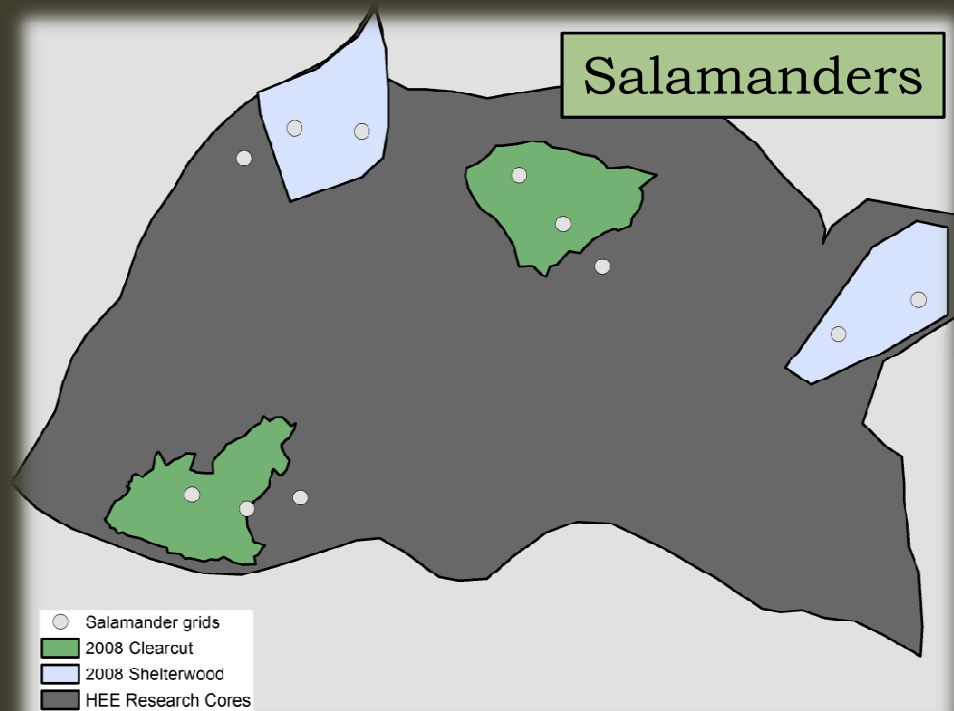 Salamanders
Salamander grids
2008 Clearcut
2008 Shelterwood
HEE Research Cores